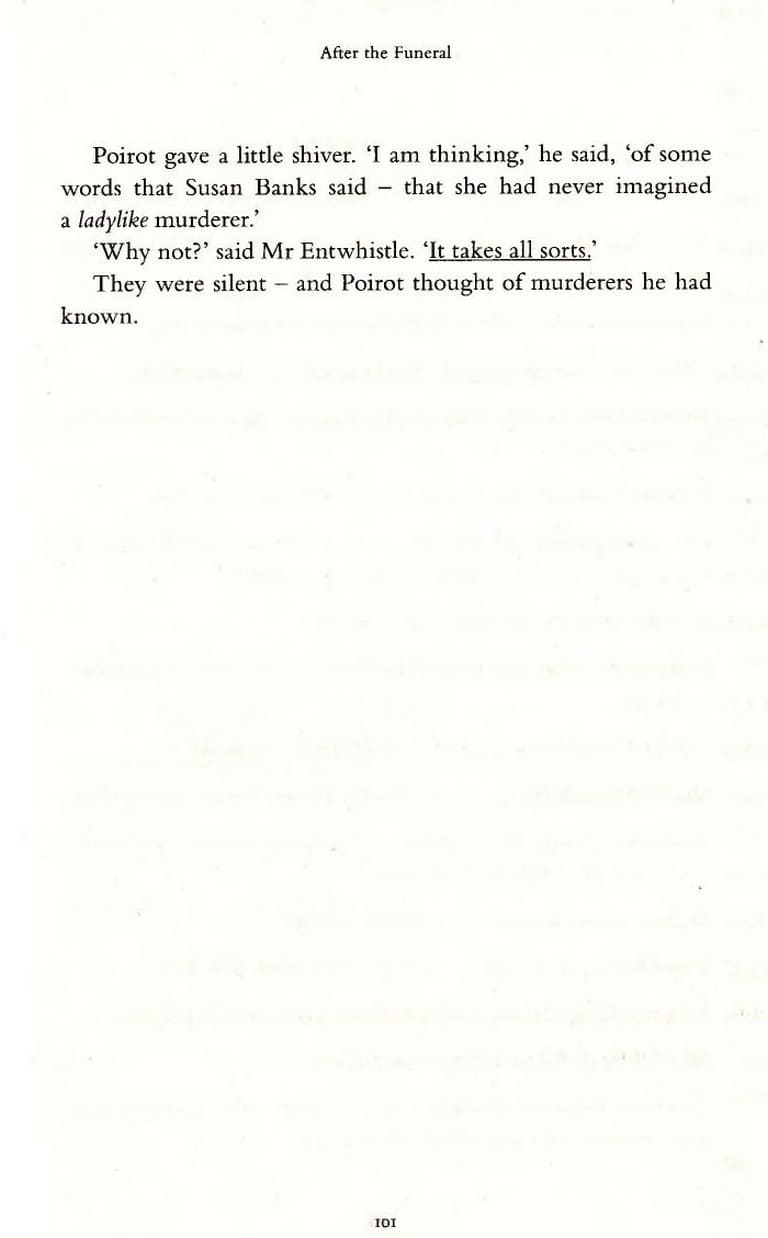 After the Funeral
Poirot gave a little shiver. ‘I am thinking,’ he said, ‘of some
words that Susan Banks said – that she had never imagined
a ladylike murderer.’
‘Why not?’ said Mr Entwhistle. ‘It takes all sorts.’
They were silent – and Poirot thought of murderers he had
known.
101